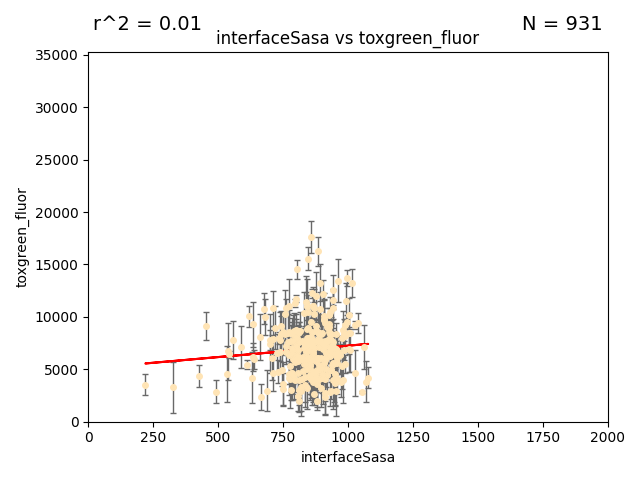 r^2 = 0.01
N = 931
interfaceSasa vs toxgreen_fluor
35000
30000
25000
20000
15000
10000
5000
0
toxgreen_fluor
0 250 500 750 1000 1250 1500 1750 2000
interfaceSasa